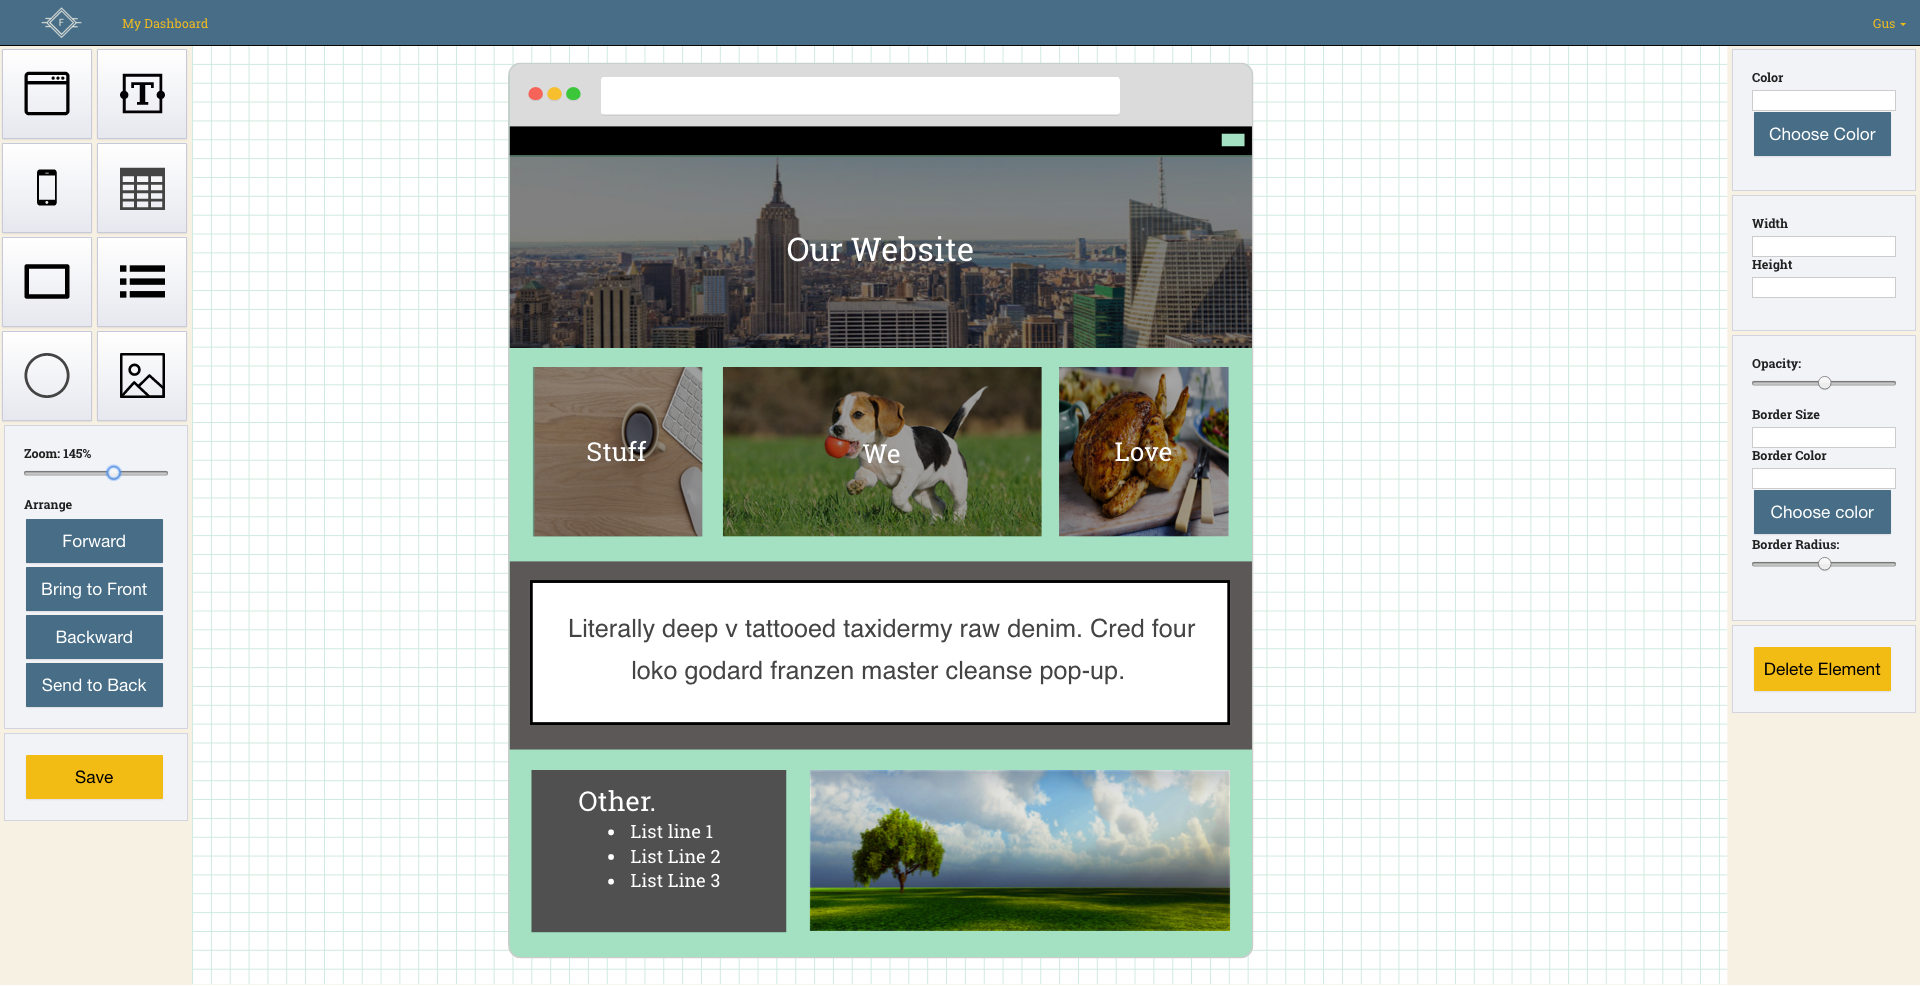 F
My Dashboard
Gus
T
Zoom: 145%
Arrange
Forward
Bring to Front
Backward
Send to Back
Save
Our Website
Stuff
We
Love
Literally deep v tattooed taxidermy raw denim. Cred four
loko godard franzen master cleanse pop-up.
Other.
• List line 1
• List Line 2
• List Line 3
Color
Choose Color
Width
Height
Opacity:
Border Size
Border Color
Choose color
Border Radius:
Delete Element